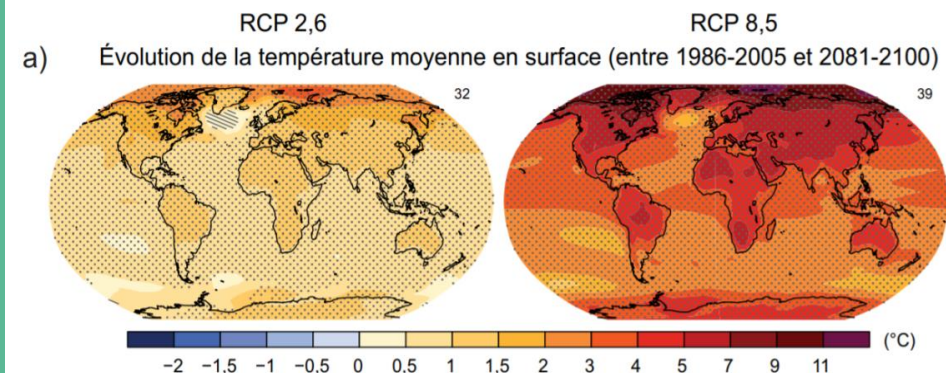 RCP 2,6 RCP 8,5
a) Évolution de la température moyenne en surface (entre 1986-2005 et 2081-2100)
32 39
(°C)
−2 −1,5 −1 −0,5 0 0,5 1 1,5 2 3 4 5 7 9 11